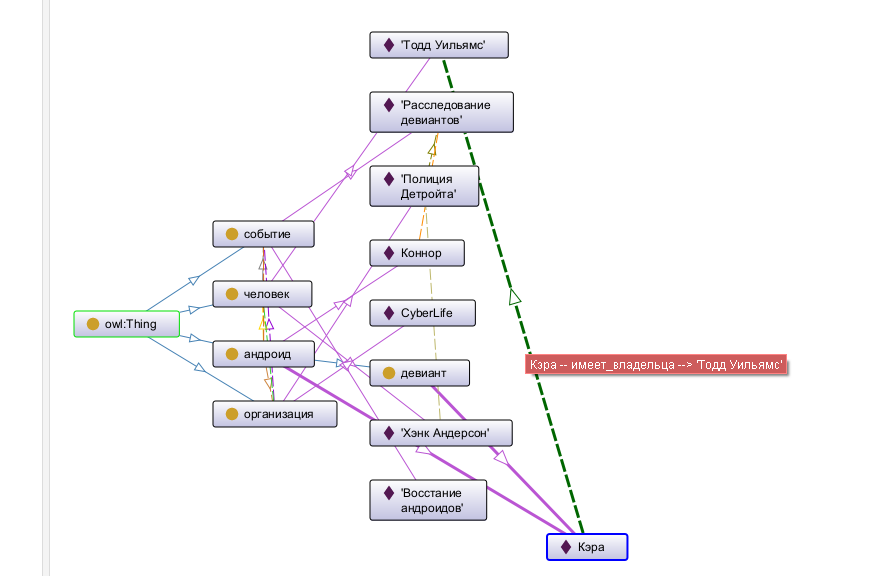 'Тодд Уильямс'
'Расследование
девиантов'
'Полиция
Детройта'
событие
Коннор
человек
CyberLife
owl:Thing
андроид
Кэра -- имеет_владельца --> 'Тодд Уильямс'
девиант
организация
'Хэнк Андерсон'
'Восстание
андроидов'
Кэра